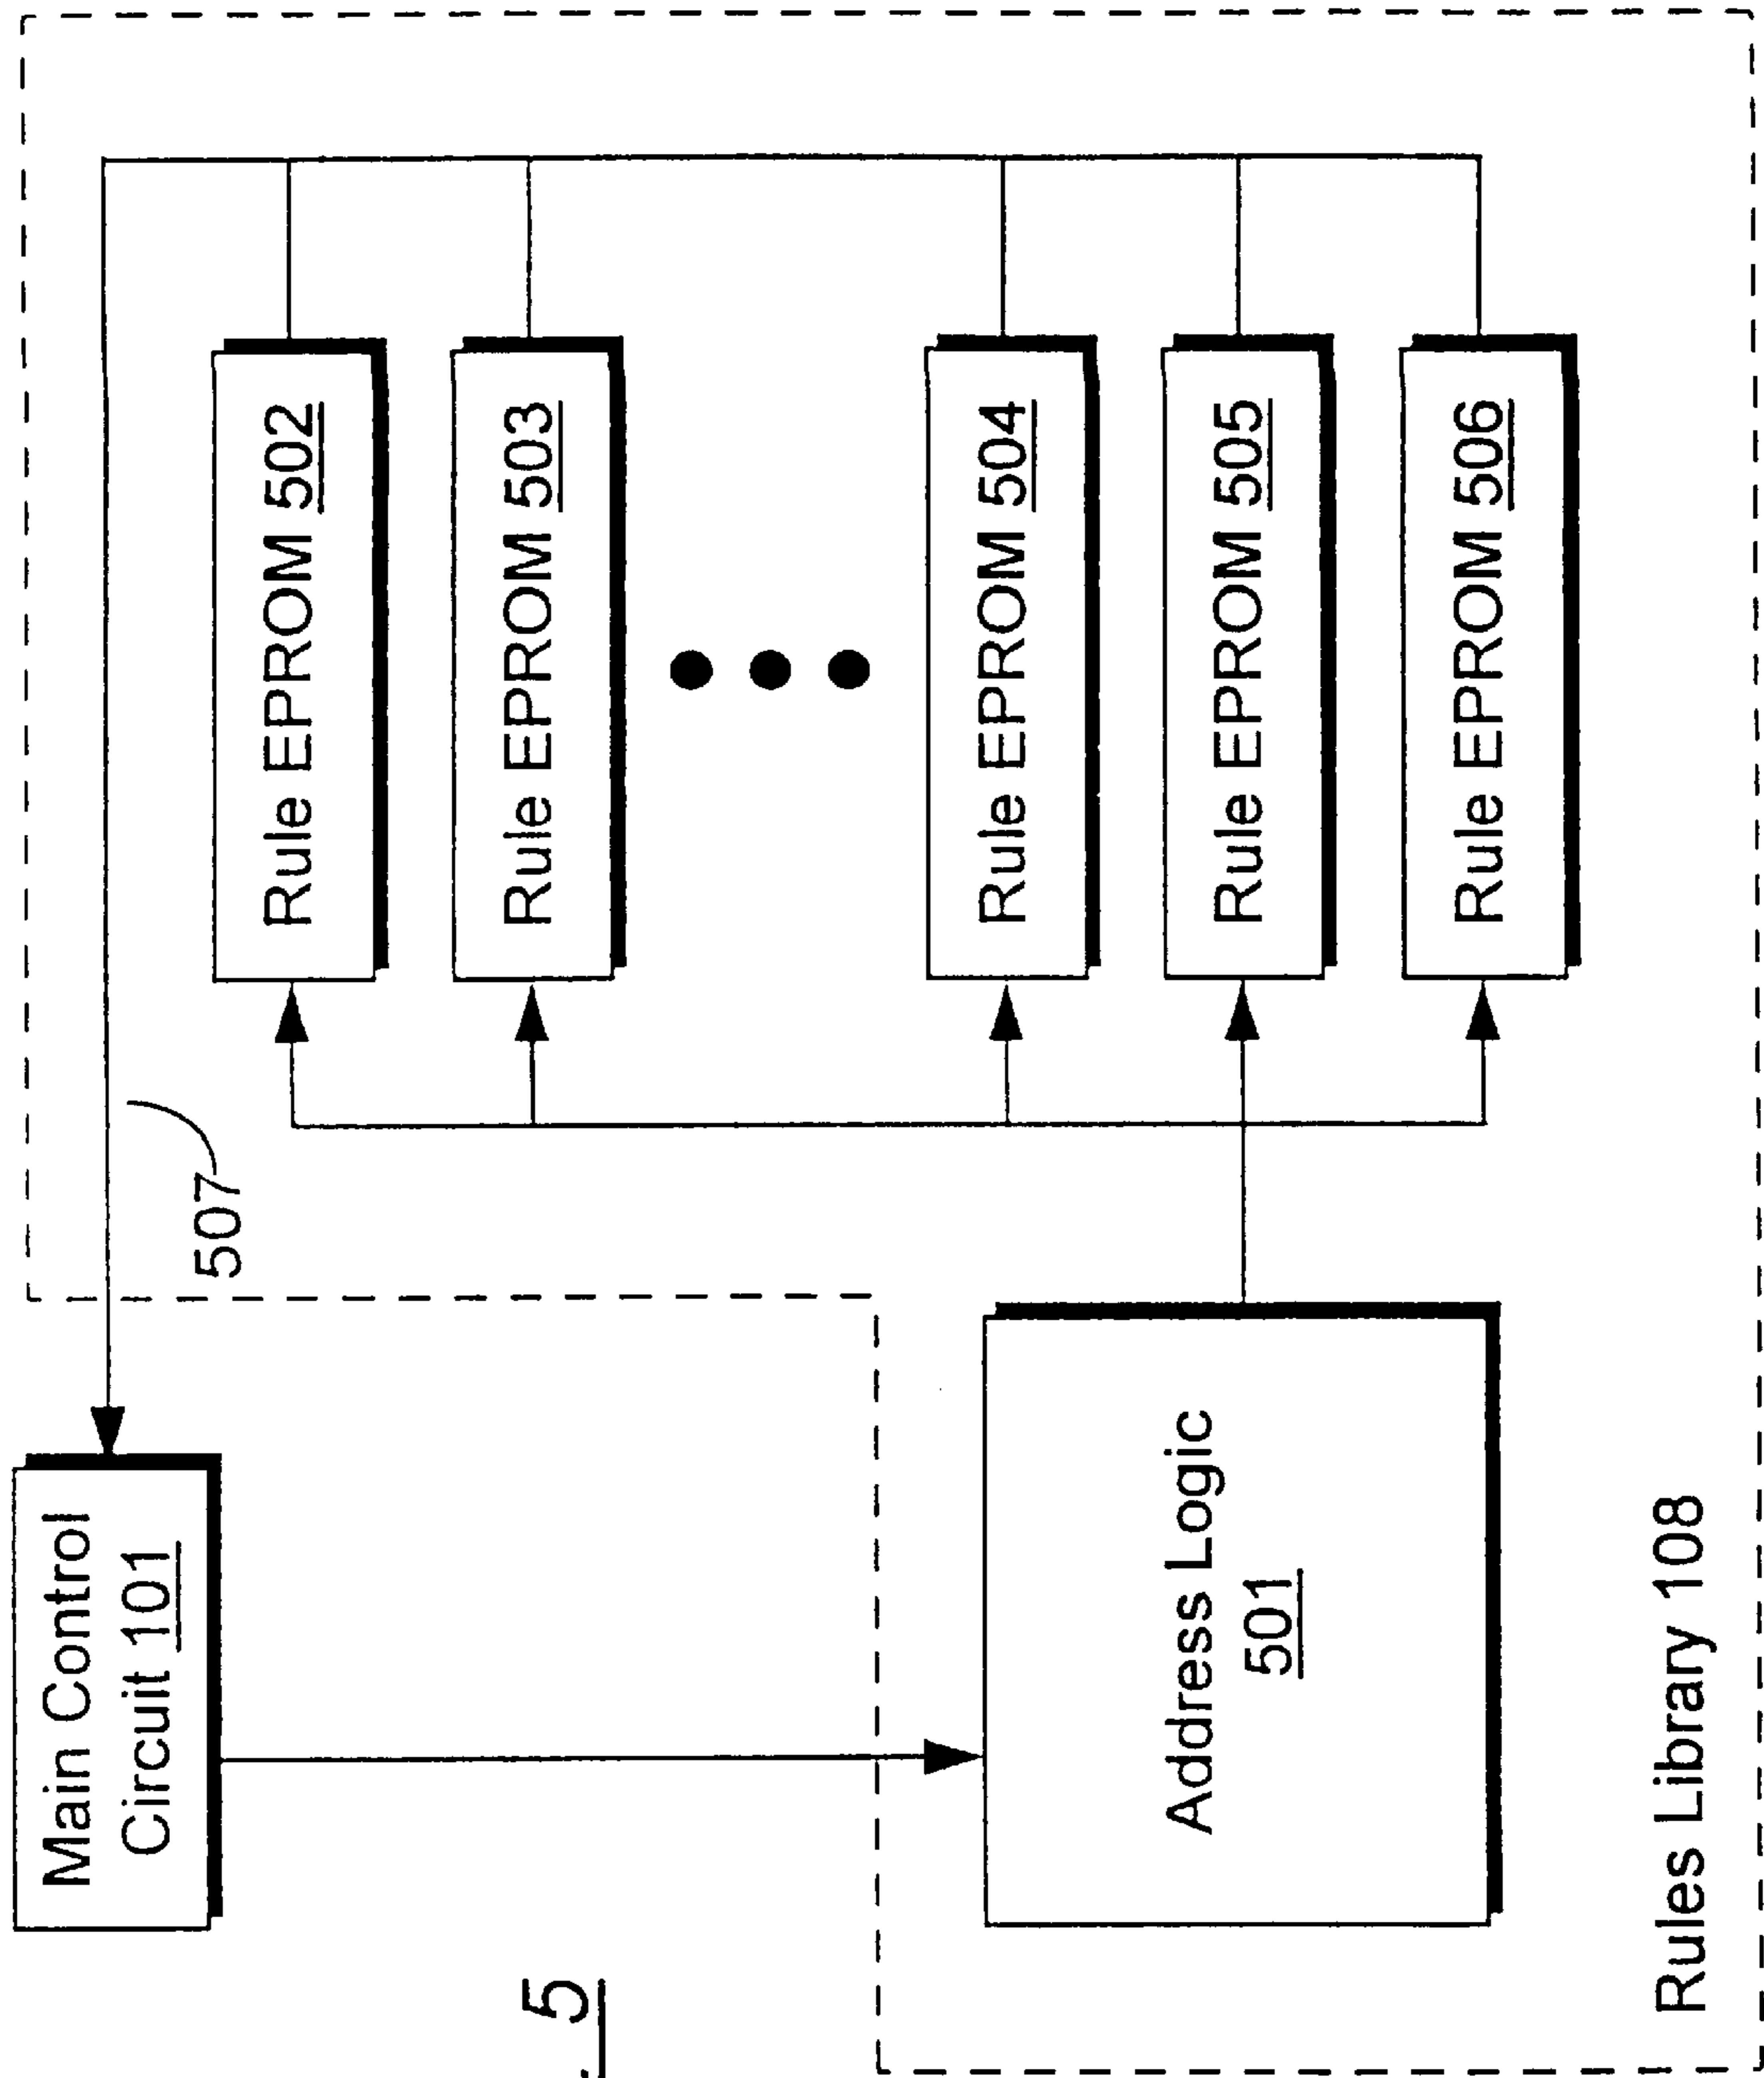 Main Control
Circuit 101
507
Rule EPROM 502
Rule EPROM 503
Rule EPROM 504
Rule EPROM 505
Rule EPROM 506
Address Logic
501
Rules Library 108
. 5